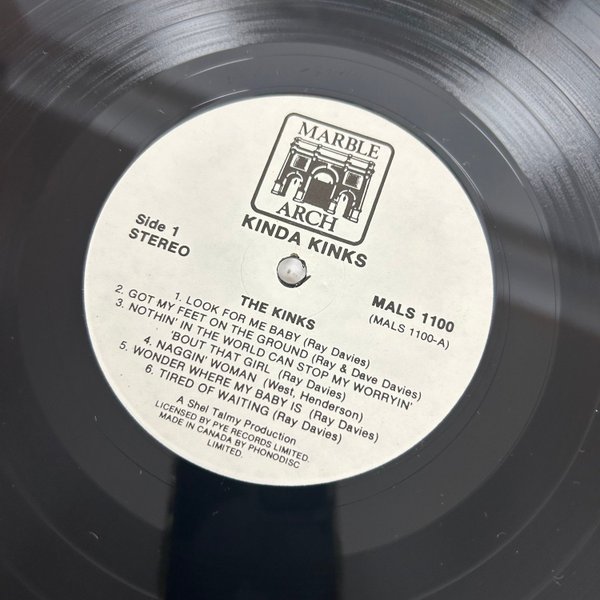 MARBLE
ARCH
KINDA KINKS
Side 1
STEREO
THE KINKS
MALS 1100
(MALS 1100-A)
1. LOOK FOR ME BABY (Ray Davies)
2. GOT MY FEET ON THE GROUND (Ray & Dave Davies)
3. NOTHIN' IN THE WORLD CAN STOP MY WORRYIN'
'BOUT THAT GIRL (Ray Davies)
4. NAGGIN' WOMAN (West, Henderson)
5. WONDER WHERE MY BABY IS (Ray Davies)
6. TIRED OF WAITING (Ray Davies)
A Shel Talmy Production
LICENSED BY PYE RECORDS LIMITED.
MADE IN CANADA BY PHONODISC
LIMITED.